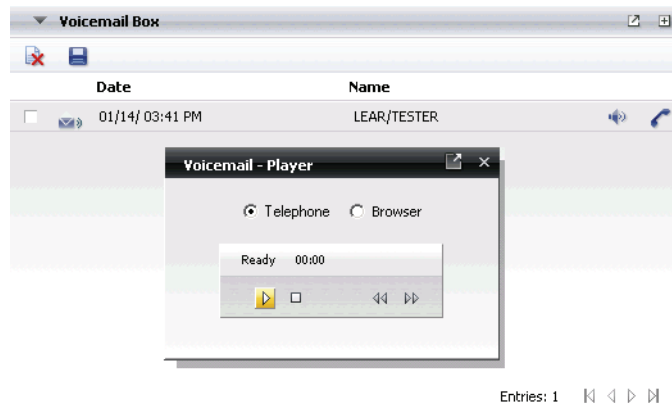 Voicemail Box
Date Name
01/14/ 03:41 PM LEAR/TESTER
Voicemail - Player
Telephone Browser
Ready 00:00
Entries: 1